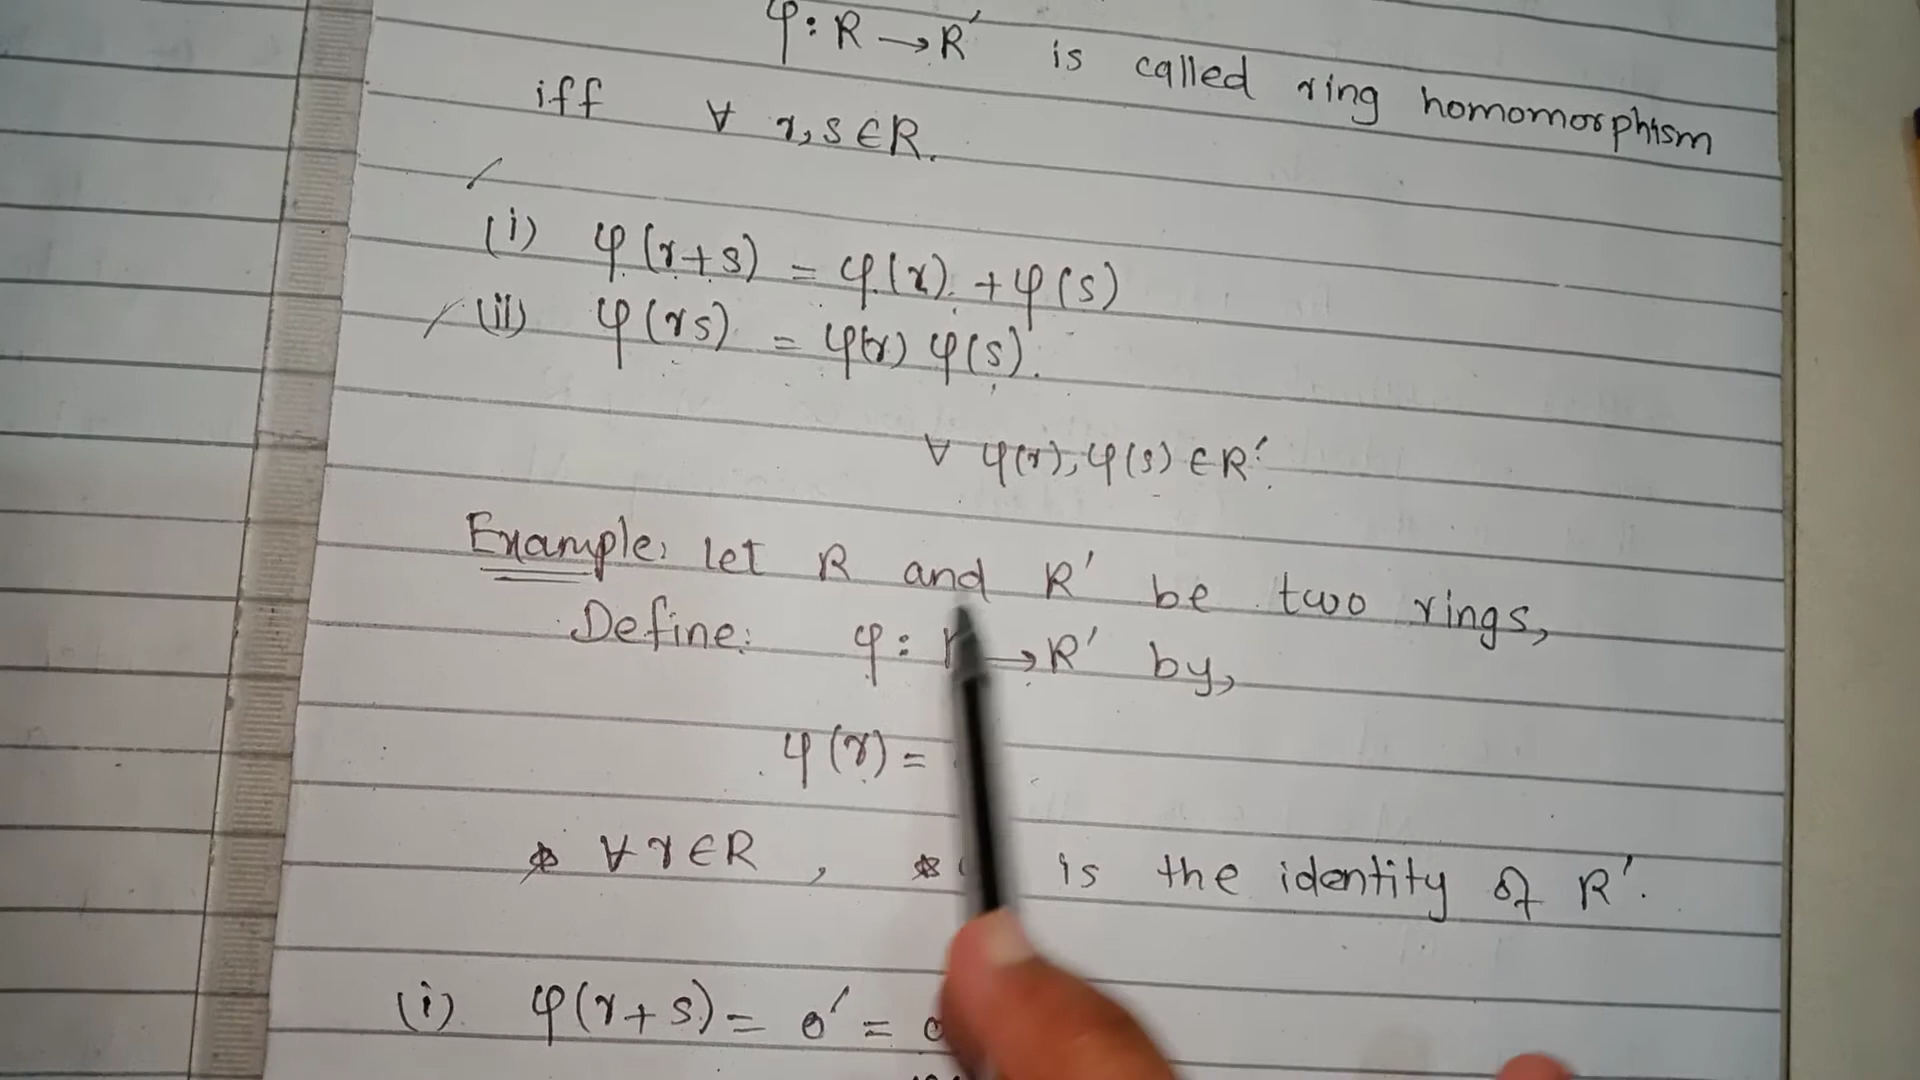 φ : R → R′ is called ring homomorphism
iff ∀ r, s ∈ R.
(i) φ(r+s) = φ(r) + φ(s)
(ii) φ(rs) = φ(r) φ(s).
∀ φ(r), φ(s) ∈ R′.
Example: let R and R′ be two rings,
Define: φ : R → R′ by,
φ(r) =
∀ r ∈ R , is the identity of R′.
(i) φ(r+s) = 0′ =